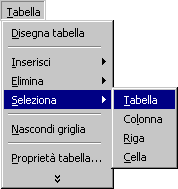 Tabella
Disegna tabella
Inserisci
Elimina
Seleziona
Nascondi griglia
Proprietà tabella...
Tabella
Colonna
Riga
Cella